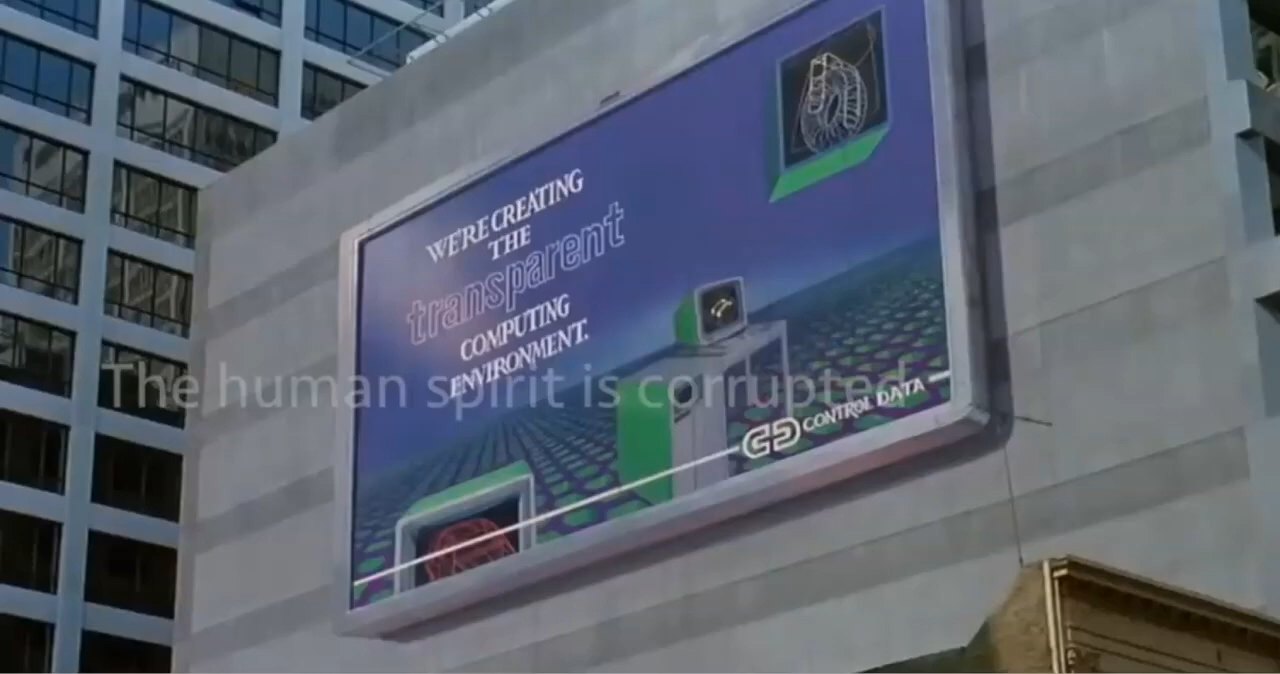 WE'RE CREATING
THE
transparent
COMPUTING
ENVIRONMENT.
The human spirit is corrupted.
CONTROL DATA